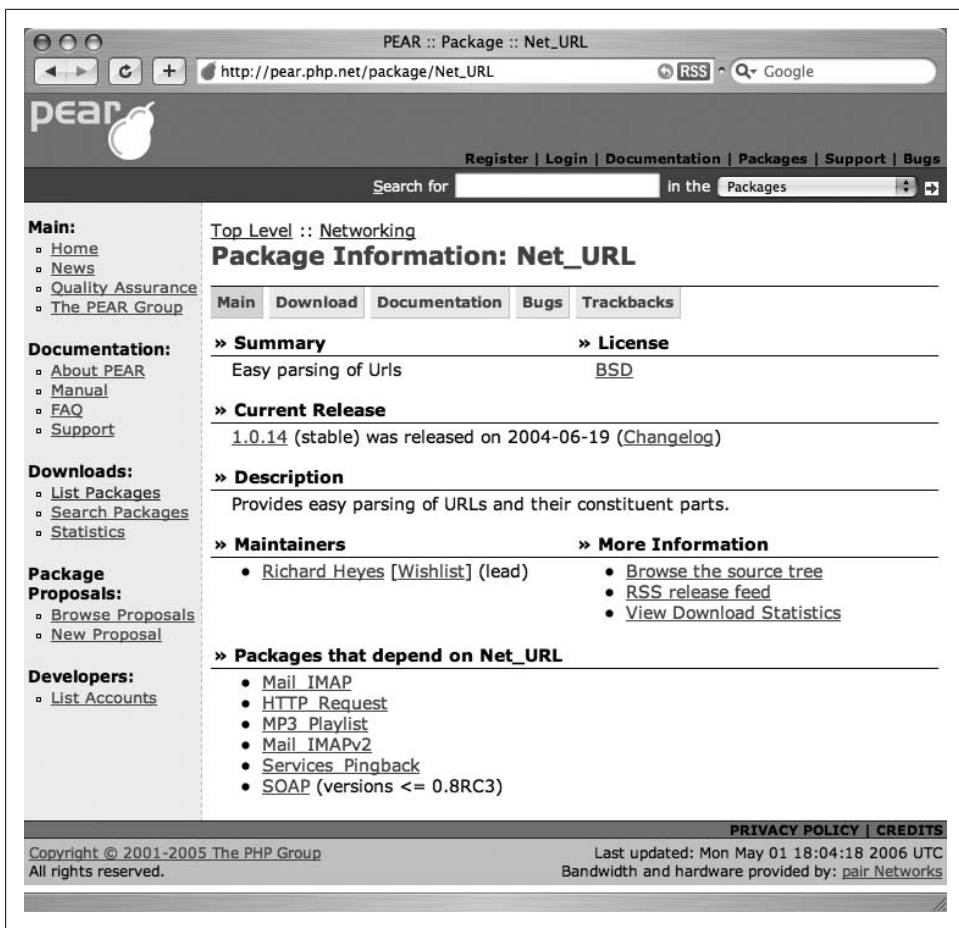 PEAR :: Package :: Net_URL
http://pear.php.net/package/Net_URL
RSS
Google
pear
Register | Login | Documentation | Packages | Support | Bugs
Search for
in the
Packages
Main:
Home
News
Quality Assurance
The PEAR Group
Documentation:
About PEAR
Manual
FAQ
Support
Downloads:
List Packages
Search Packages
Statistics
Package
Proposals:
Browse Proposals
New Proposal
Developers:
List Accounts
Top Level :: Networking
Package Information: Net_URL
Main
Download
Documentation
Bugs
Trackbacks
» Summary
Easy parsing of Urls
» License
BSD
» Current Release
1.0.14 (stable) was released on 2004-06-19 (Changelog)
» Description
Provides easy parsing of URLs and their constituent parts.
» Maintainers
• Richard Heyes [Wishlist] (lead)
» More Information
• Browse the source tree
• RSS release feed
• View Download Statistics
» Packages that depend on Net_URL
• Mail_IMAP
• HTTP_Request
• MP3_Playlist
• Mail_IMAPv2
• Services_Pingback
• SOAP (versions <= 0.8RC3)
PRIVACY POLICY | CREDITS
Copyright © 2001-2005 The PHP Group
All rights reserved.
Last updated: Mon May 01 18:04:18 2006 UTC
Bandwidth and hardware provided by: pair Networks